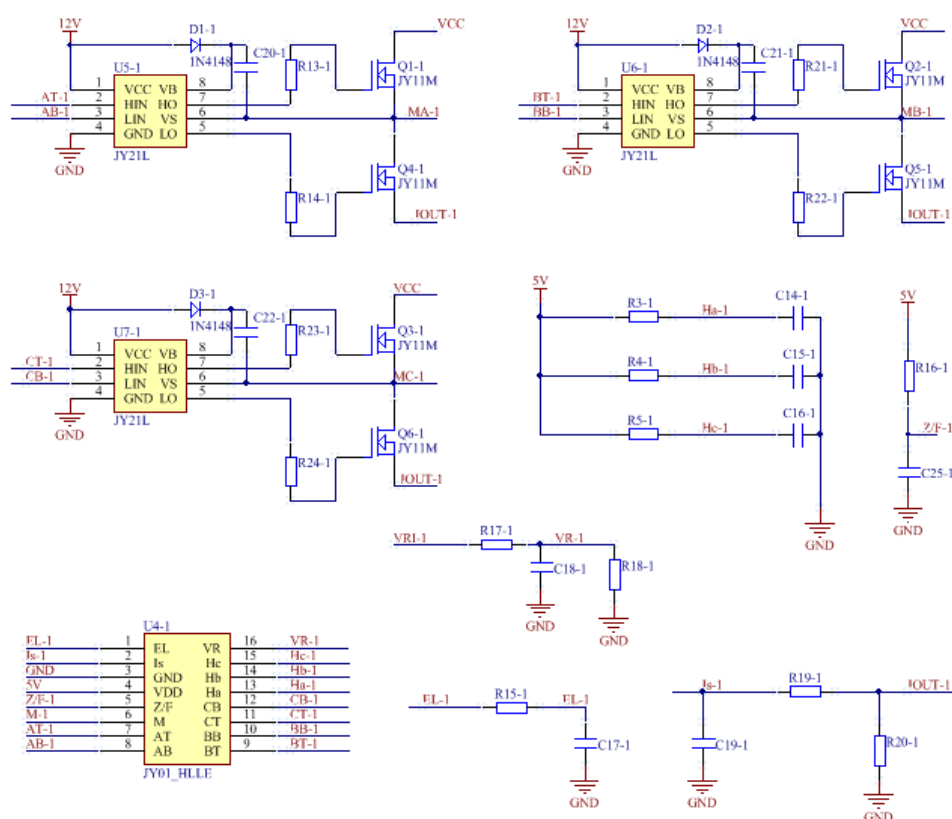 12V
D1-1
1N4148
C20-1
R13-1
Q1-1
JY11M
VCC
U5-1
1 VCC VB 8
AT-1 2 HIN HO 7
AB-1 3 LIN VS 6 MA-1
4 GND LO 5
GND
JY21L
R14-1
Q4-1
JY11M
JOUT-1
12V
D2-1
1N4148
C21-1
R21-1
Q2-1
JY11M
VCC
U6-1
1 VCC VB 8
BT-1 2 HIN HO 7
BB-1 3 LIN VS 6 MB-1
4 GND LO 5
GND
JY21L
R22-1
Q5-1
JY11M
JOUT-1
12V
D3-1
1N4148
C22-1
R23-1
Q3-1
JY11M
VCC
U7-1
1 VCC VB 8
CT-1 2 HIN HO 7
CB-1 3 LIN VS 6 MC-1
4 GND LO 5
GND
JY21L
R24-1
Q6-1
JY11M
JOUT-1
5V
R3-1 Ha-1 C14-1
R4-1 Hb-1 C15-1
R5-1 Hc-1 C16-1
GND
5V
R16-1
Z/F-1
C25-1
GND
VRI-1 R17-1 VR-1
C18-1 R18-1
GND GND
U4-1
EL-1 1 EL VR 16 VR-1
Is-1 2 Is Hc 15 Hc-1
GND 3 GND Hb 14 Hb-1
5V 4 VDD Ha 13 Ha-1
Z/F-1 5 Z/F CB 12 CB-1
M-1 6 M CT 11 CT-1
AT-1 7 AT BB 10 BB-1
AB-1 8 AB BT 9 BT-1
JY01_HLLE
EL-1 R15-1 EL-1
C17-1
GND
Is-1 R19-1 JOUT-1
C19-1 R20-1
GND GND